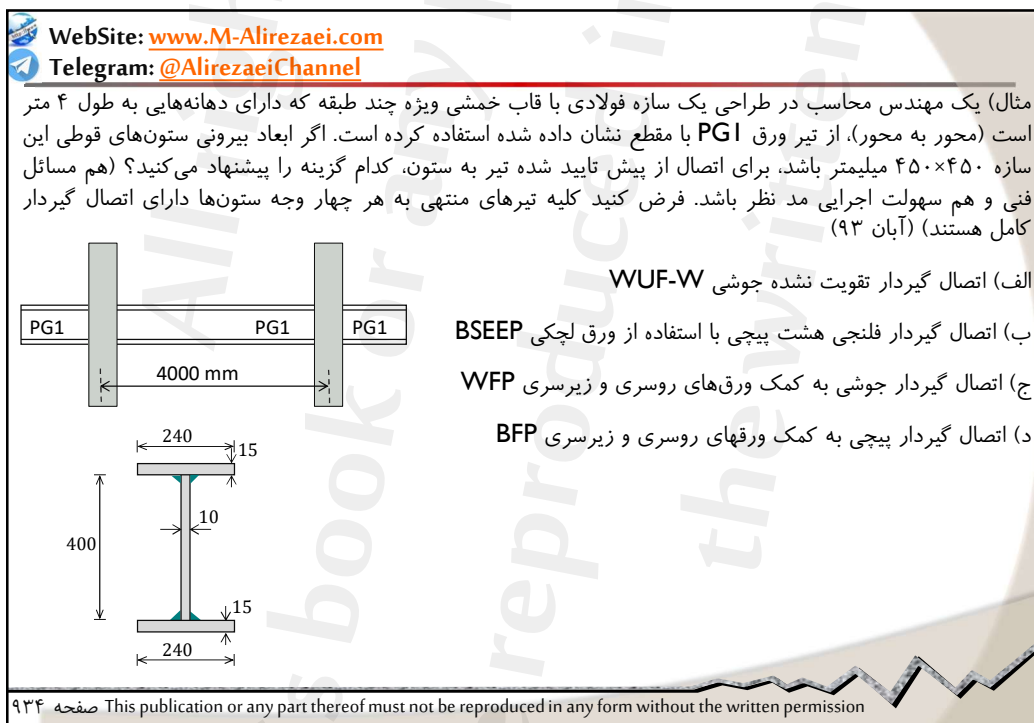 WebSite: www.M-Alirezaei.com
Telegram: @AlirezaeiChannel
مثال) یک مهندس محاسب در طراحی یک سازه فولادی با قاب خمشی ویژه چند طبقه که دارای دهانه‌هایی به طول ۴ متر
است (محور به محور)، از تیر ورق PG1 با مقطع نشان داده شده استفاده کرده است. اگر ابعاد بیرونی ستون‌های قوطی این
سازه ۴۵۰×۴۵۰ میلیمتر باشد، برای اتصال از پیش تایید شده تیر به ستون، کدام گزینه را پیشنهاد می‌کنید؟ (هم مسائل
فنی و هم سهولت اجرایی مد نظر باشد. فرض کنید کلیه تیرهای منتهی به هر چهار وجه ستون‌ها دارای اتصال گیردار
کامل هستند) (آبان ۹۳)
الف) اتصال گیردار تقویت نشده جوشی WUF-W
ب) اتصال گیردار فلنجی هشت پیچی با استفاده از ورق لچکی BSEEP
ج) اتصال گیردار جوشی به کمک ورق‌های روسری و زیرسری WFP
د) اتصال گیردار پیچی به کمک ورقهای روسری و زیرسری BFP
PG1 PG1 PG1
4000 mm
240
15
10
400
15
240
صفحه ۹۳۴ This publication or any part thereof must not be reproduced in any form without the written permission